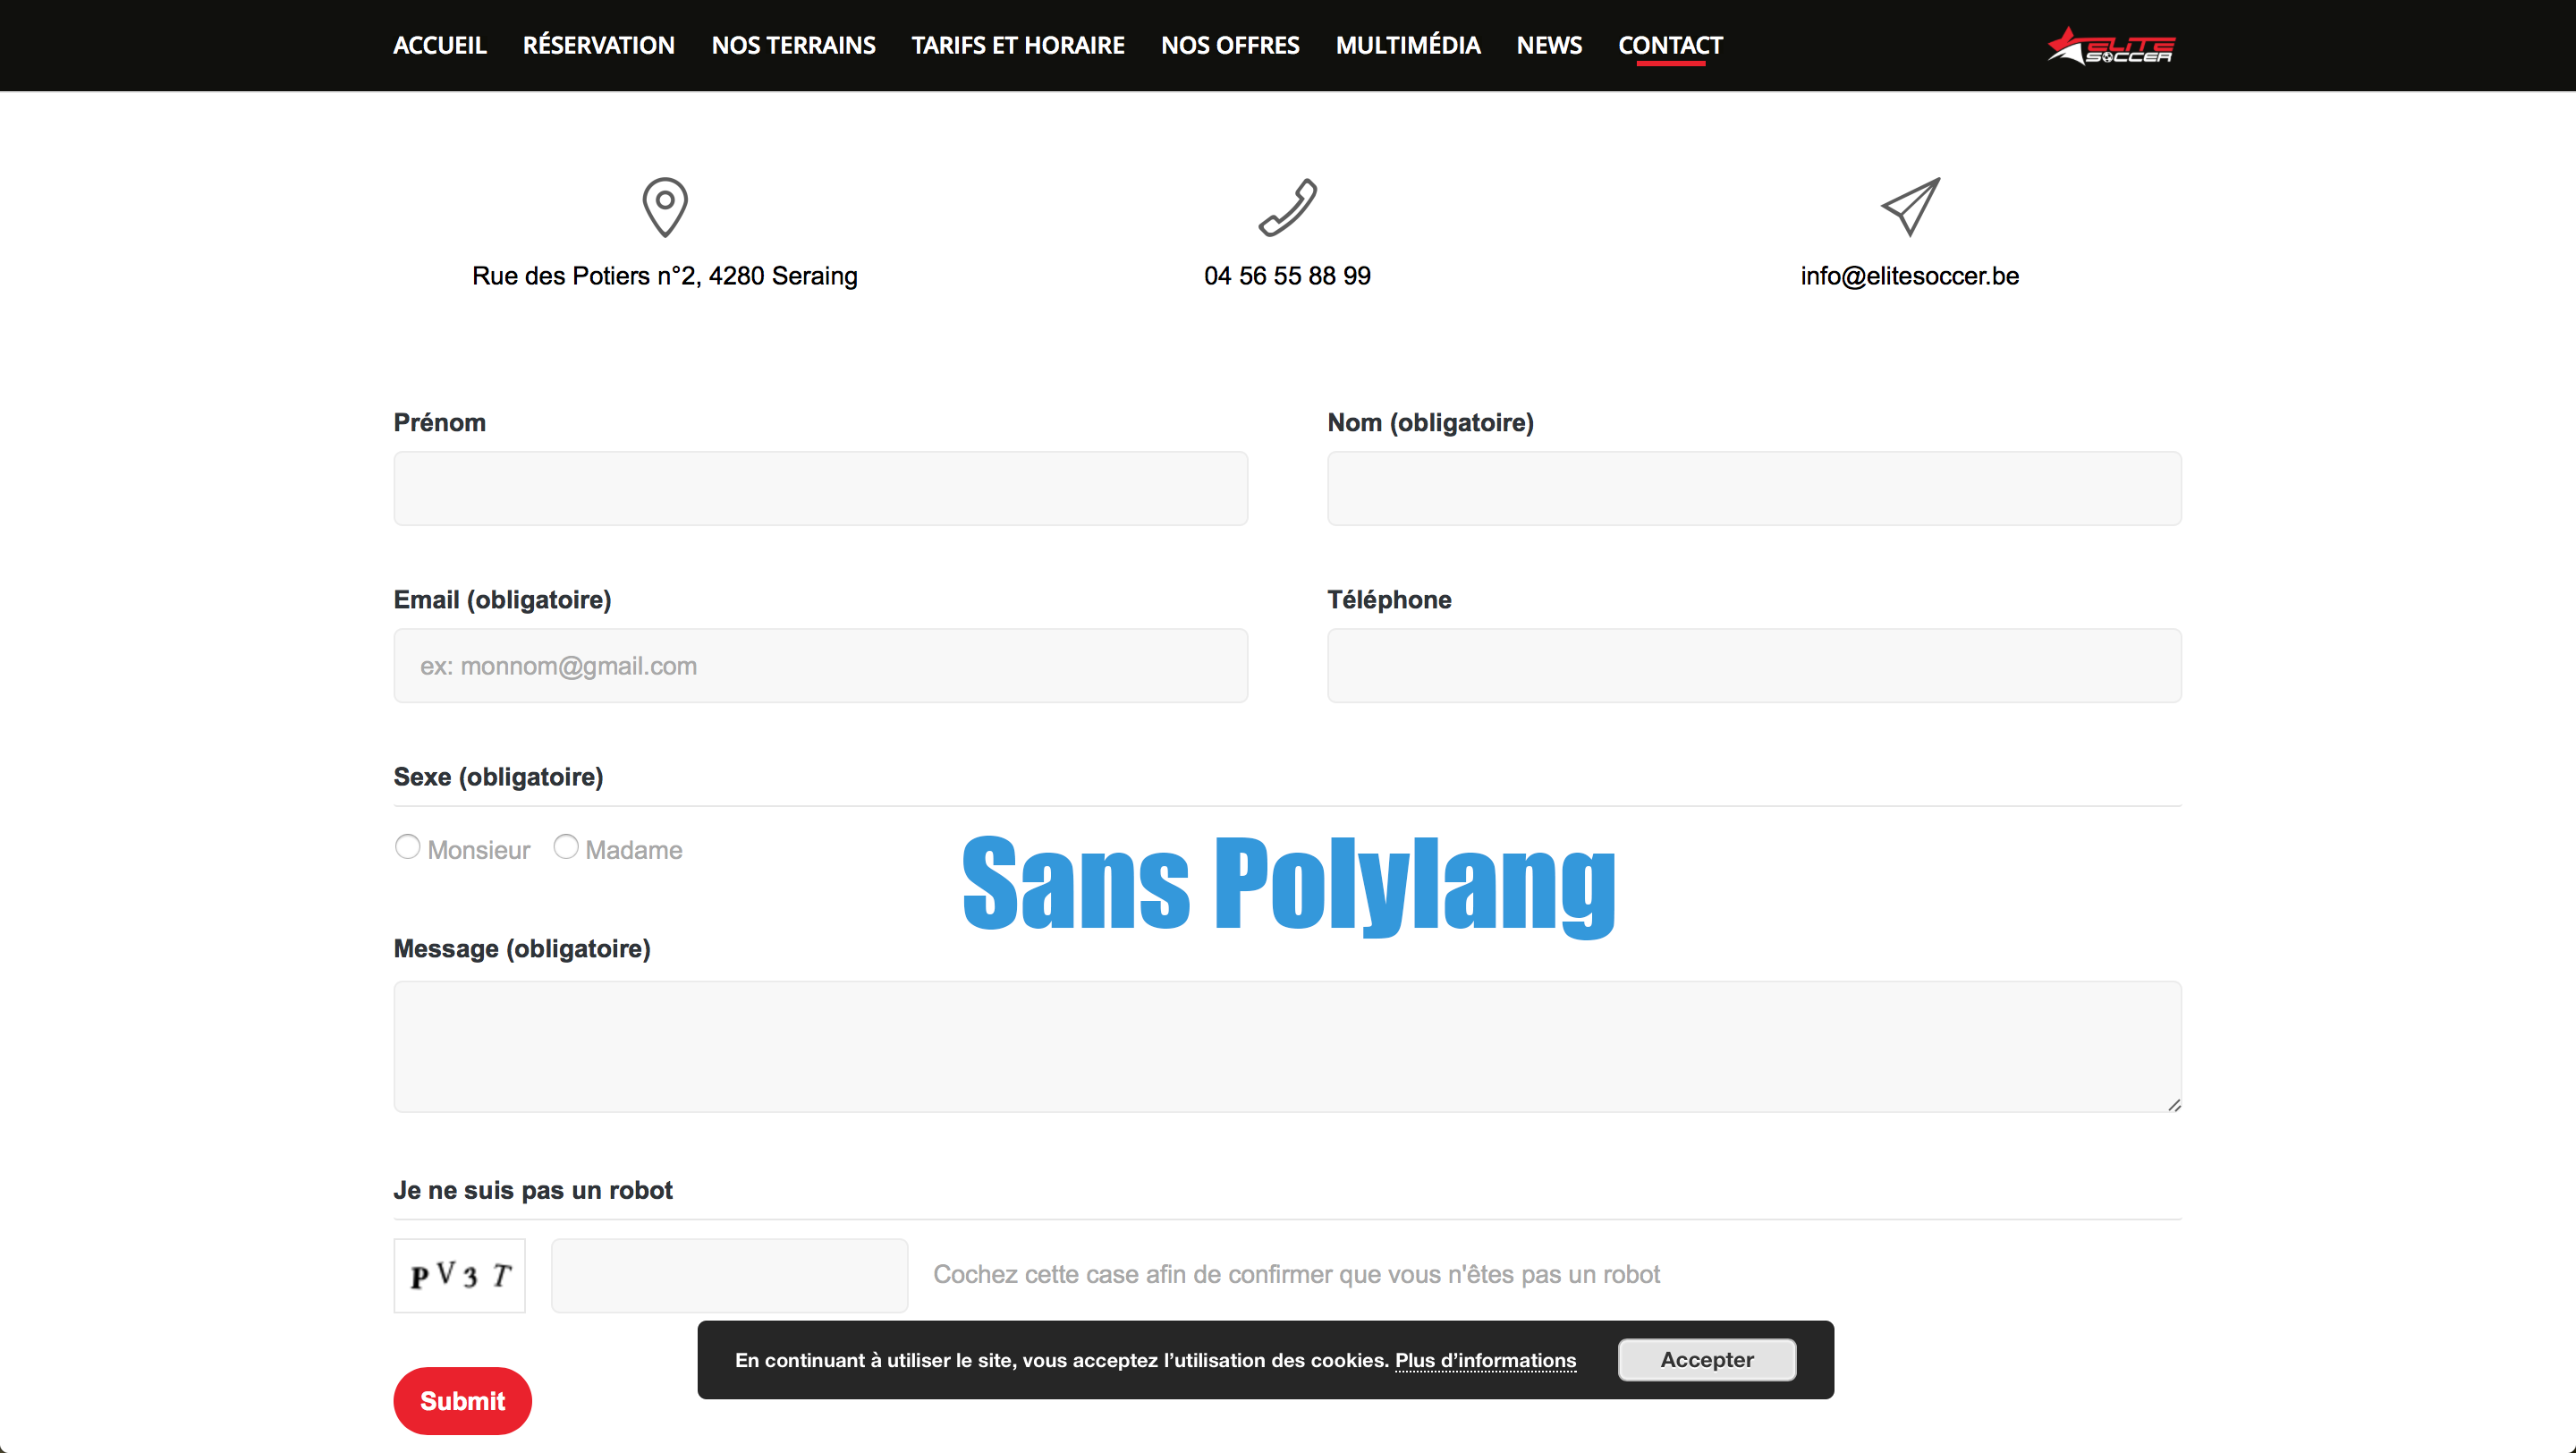 ACCUEIL RÉSERVATION NOS TERRAINS TARIFS ET HORAIRE NOS OFFRES MULTIMÉDIA NEWS CONTACT ELITE SOCCER
Rue des Potiers n°2, 4280 Seraing 04 56 55 88 99 info@elitesoccer.be
Prénom Nom (obligatoire)
Email (obligatoire) Téléphone
ex: monnom@gmail.com
Sexe (obligatoire)
Monsieur Madame
Sans Polylang
Message (obligatoire)
Je ne suis pas un robot
PV3T Cochez cette case afin de confirmer que vous n'êtes pas un robot
En continuant à utiliser le site, vous acceptez l’utilisation des cookies. Plus d’informations Accepter
Submit